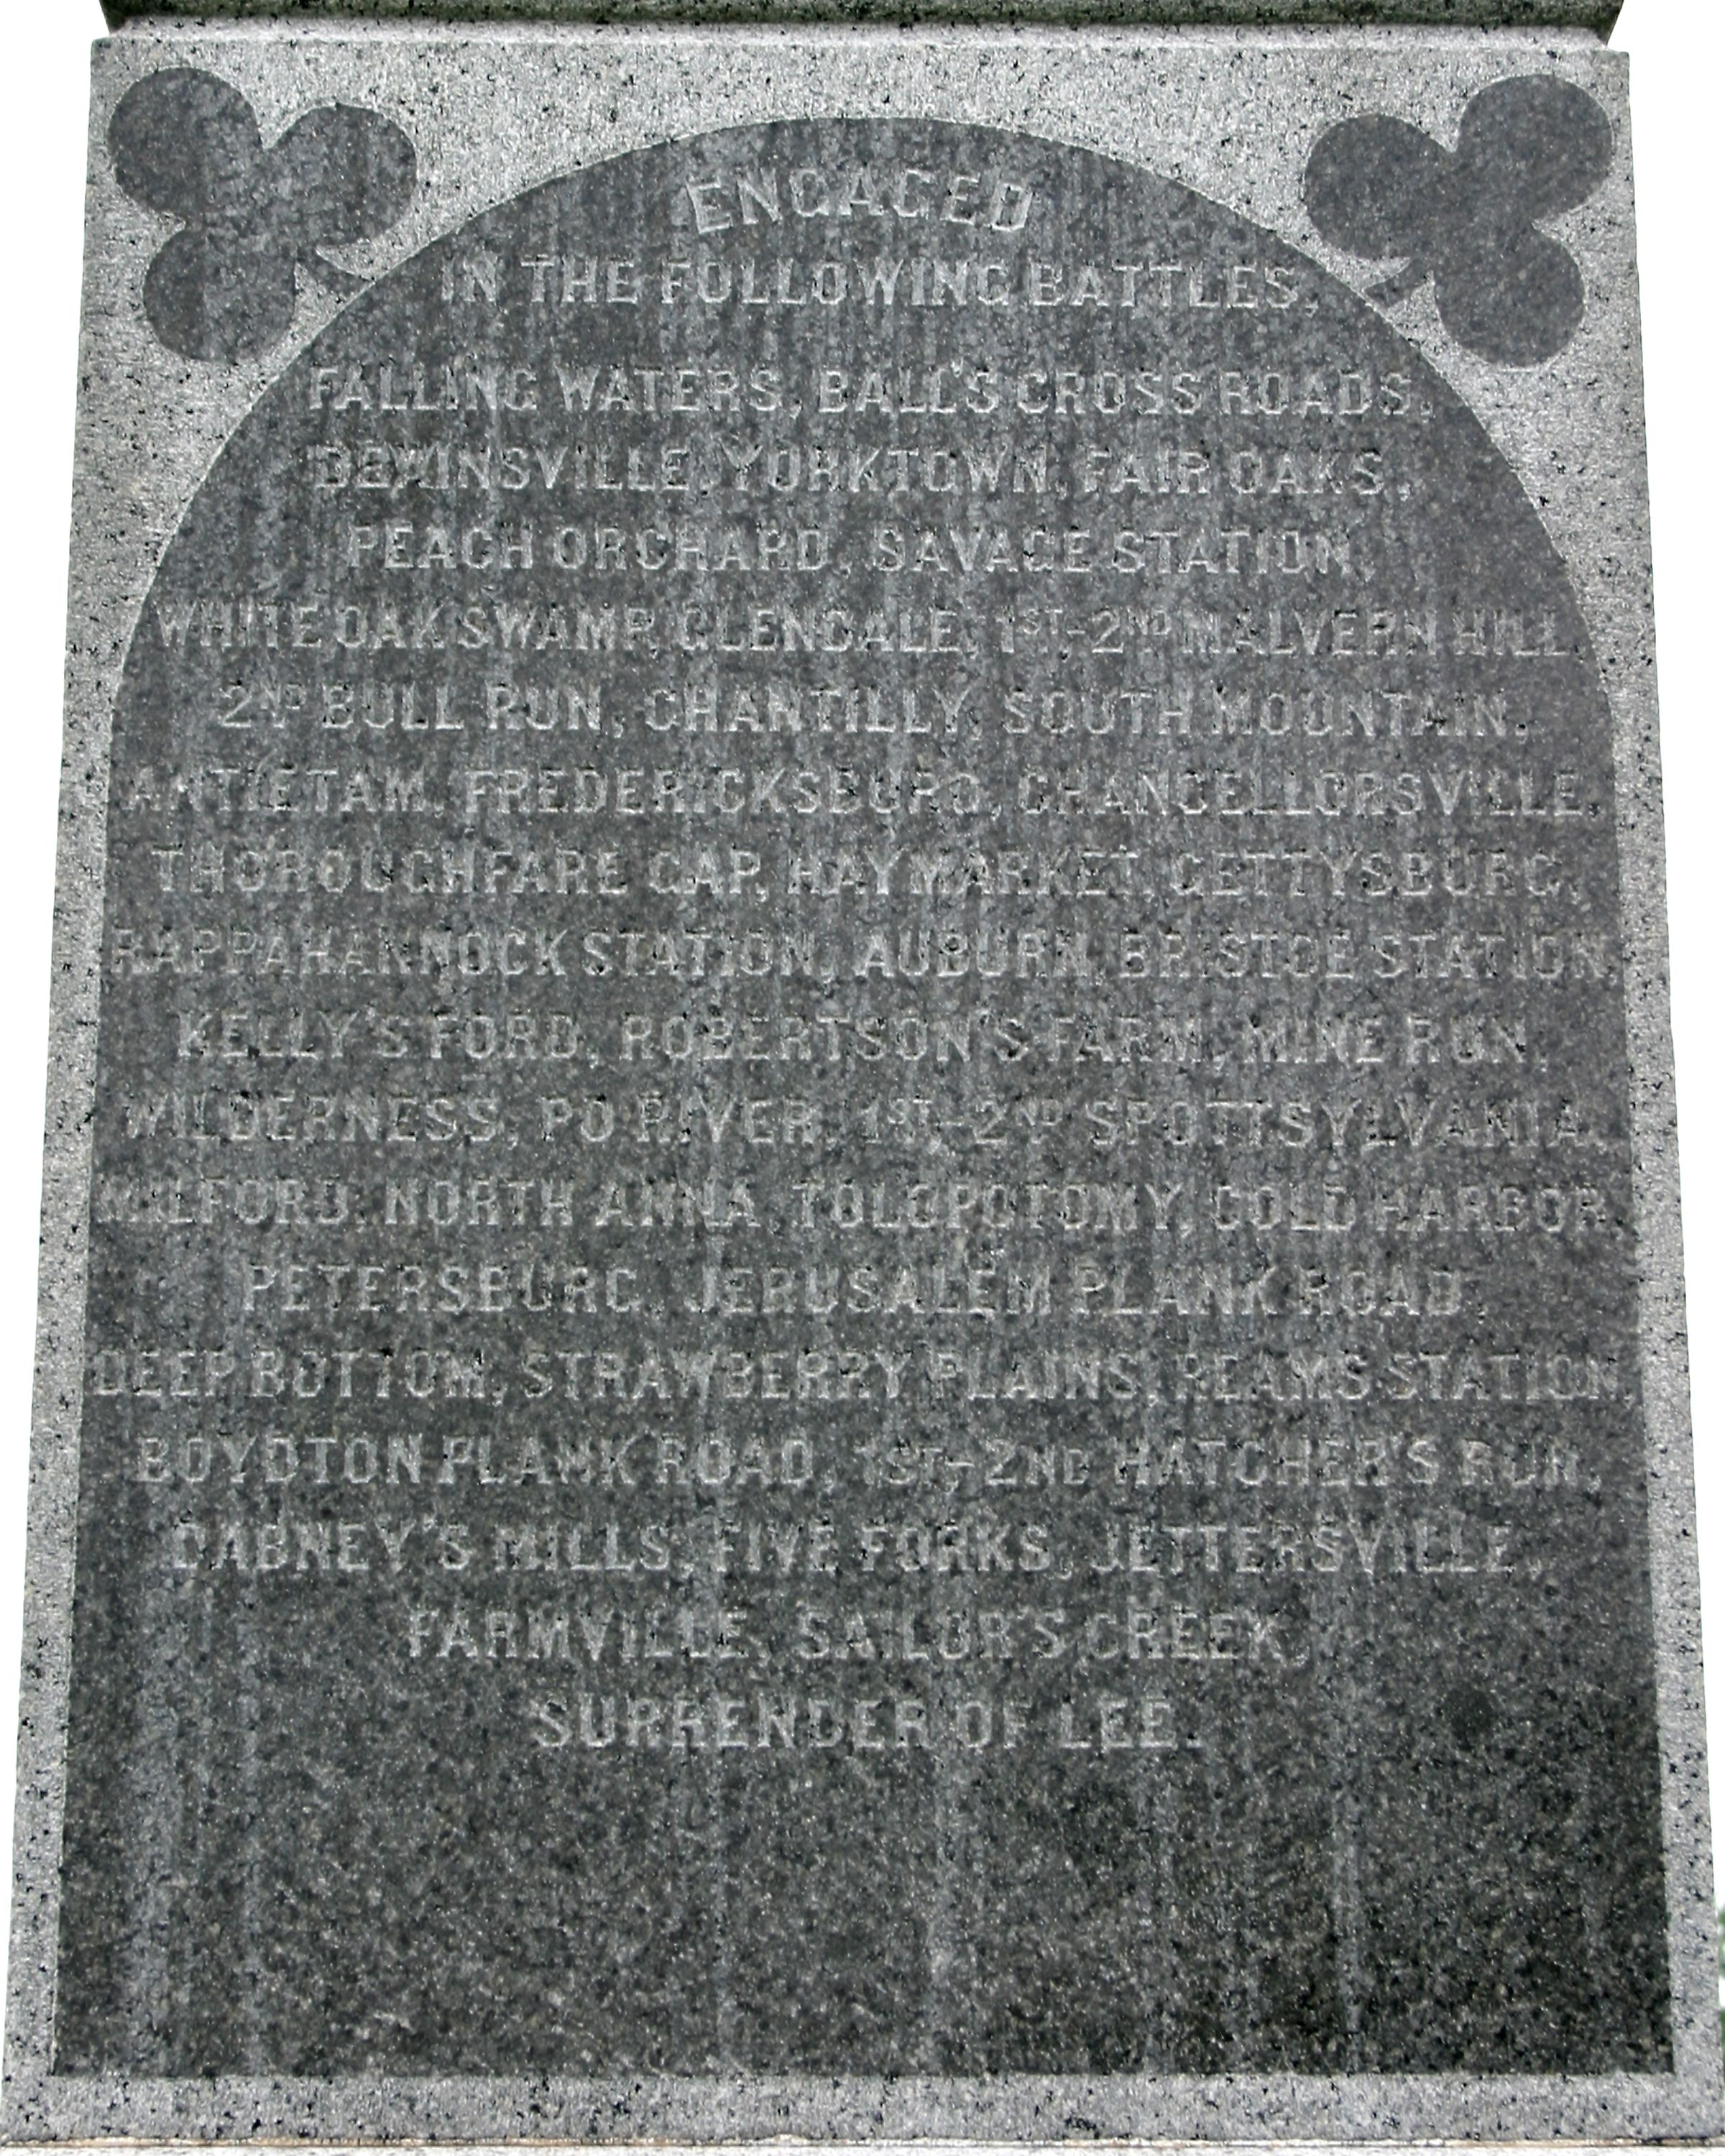 ENGAGED
IN THE FOLLOWING BATTLES,
FALLING WATERS, BALL'S CROSS ROADS,
LEWINSVILLE, YORKTOWN, FAIR OAKS,
PEACH ORCHARD, SAVAGE STATION,
WHITE OAK SWAMP, GLENDALE, 1ST-2ND MALVERN HILL,
2ND BULL RUN, CHANTILLY, SOUTH MOUNTAIN,
ANTIETAM, FREDERICKSBURG, CHANCELLORSVILLE,
THOROUGHFARE GAP, HAYMARKET, GETTYSBURG,
RAPPAHANNOCK STATION, AUBURN, BRISTOE STATION,
KELLY'S FORD, ROBERTSON'S FARM, MINE RUN,
WILDERNESS, PO RIVER, 1ST,-2ND SPOTTSYLVANIA,
MILFORD, NORTH ANNA, TOLOPOTOMY, COLD HARBOR,
PETERSBURG, JERUSALEM PLANK ROAD,
DEEP BOTTOM, STRAWBERRY PLAINS, REAMS STATION,
BOYDTON PLANK ROAD, 1ST-2ND HATCHER'S RUN,
DABNEY'S MILLS, FIVE FORKS, JETTERSVILLE,
FARMVILLE, SAILOR'S CREEK,
SURRENDER OF LEE.